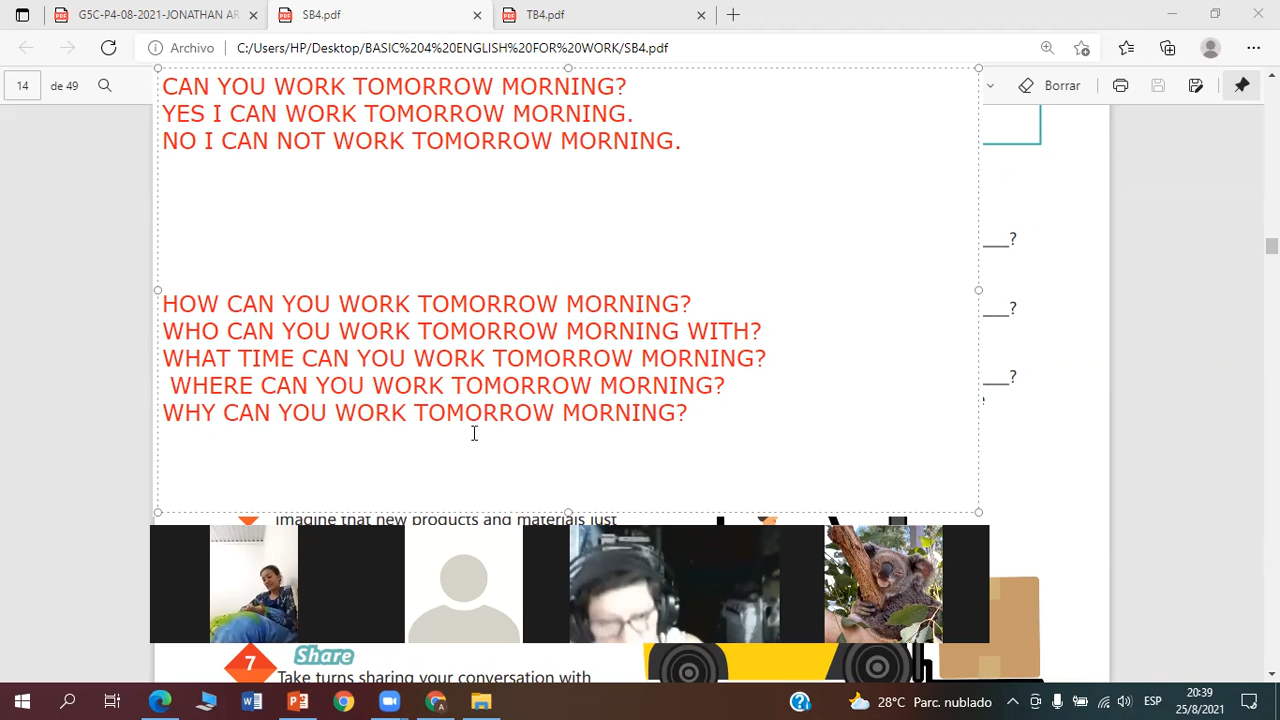 G5C-P4-08-2021-JONATHAN AR
SB4.pdf
TB4.pdf
Archivo
C:/Users/HP/Desktop/BASIC%204%20ENGLISH%20FOR%20WORK/SB4.pdf
14 de 49
Borrar
CAN YOU WORK TOMORROW MORNING?
YES I CAN WORK TOMORROW MORNING.
NO I CAN NOT WORK TOMORROW MORNING.
___?
HOW CAN YOU WORK TOMORROW MORNING?
___?
WHO CAN YOU WORK TOMORROW MORNING WITH?
WHAT TIME CAN YOU WORK TOMORROW MORNING?
___?
WHERE CAN YOU WORK TOMORROW MORNING?
WHY CAN YOU WORK TOMORROW MORNING?
Imagine that new products and materials just
7 Share
Take turns sharing your conversation with
28°C Parc. nublado
ESP
20:39
25/8/2021